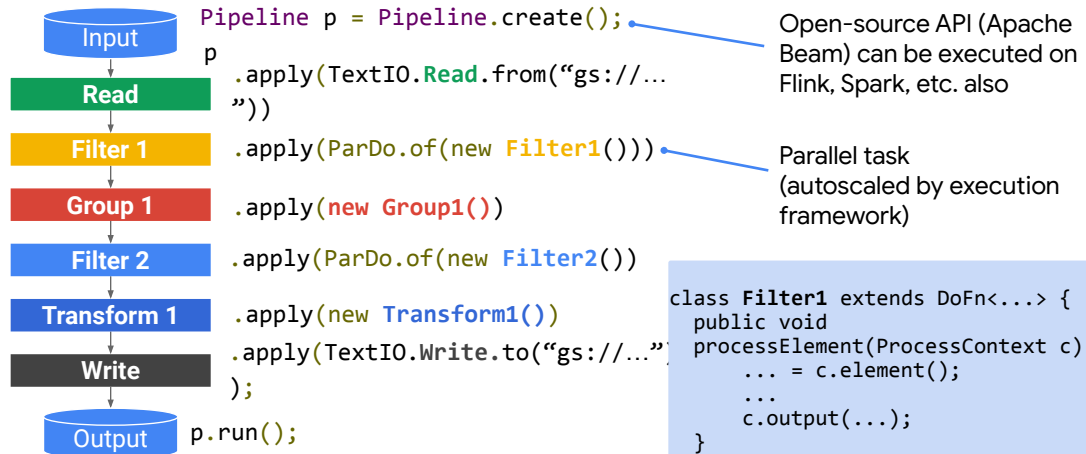 Input
Read
Filter 1
Group 1
Filter 2
Transform 1
Write
Output
Pipeline p = Pipeline.create();
p
.apply(TextIO.Read.from(“gs://…
”))
.apply(ParDo.of(new Filter1()))
.apply(new Group1())
.apply(ParDo.of(new Filter2())
.apply(new Transform1())
.apply(TextIO.Write.to(“gs://…”)
);
p.run();
Open-source API (Apache
Beam) can be executed on
Flink, Spark, etc. also
Parallel task
(autoscaled by execution
framework)
class Filter1 extends DoFn<...> {
public void
processElement(ProcessContext c)
... = c.element();
...
c.output(...);
}